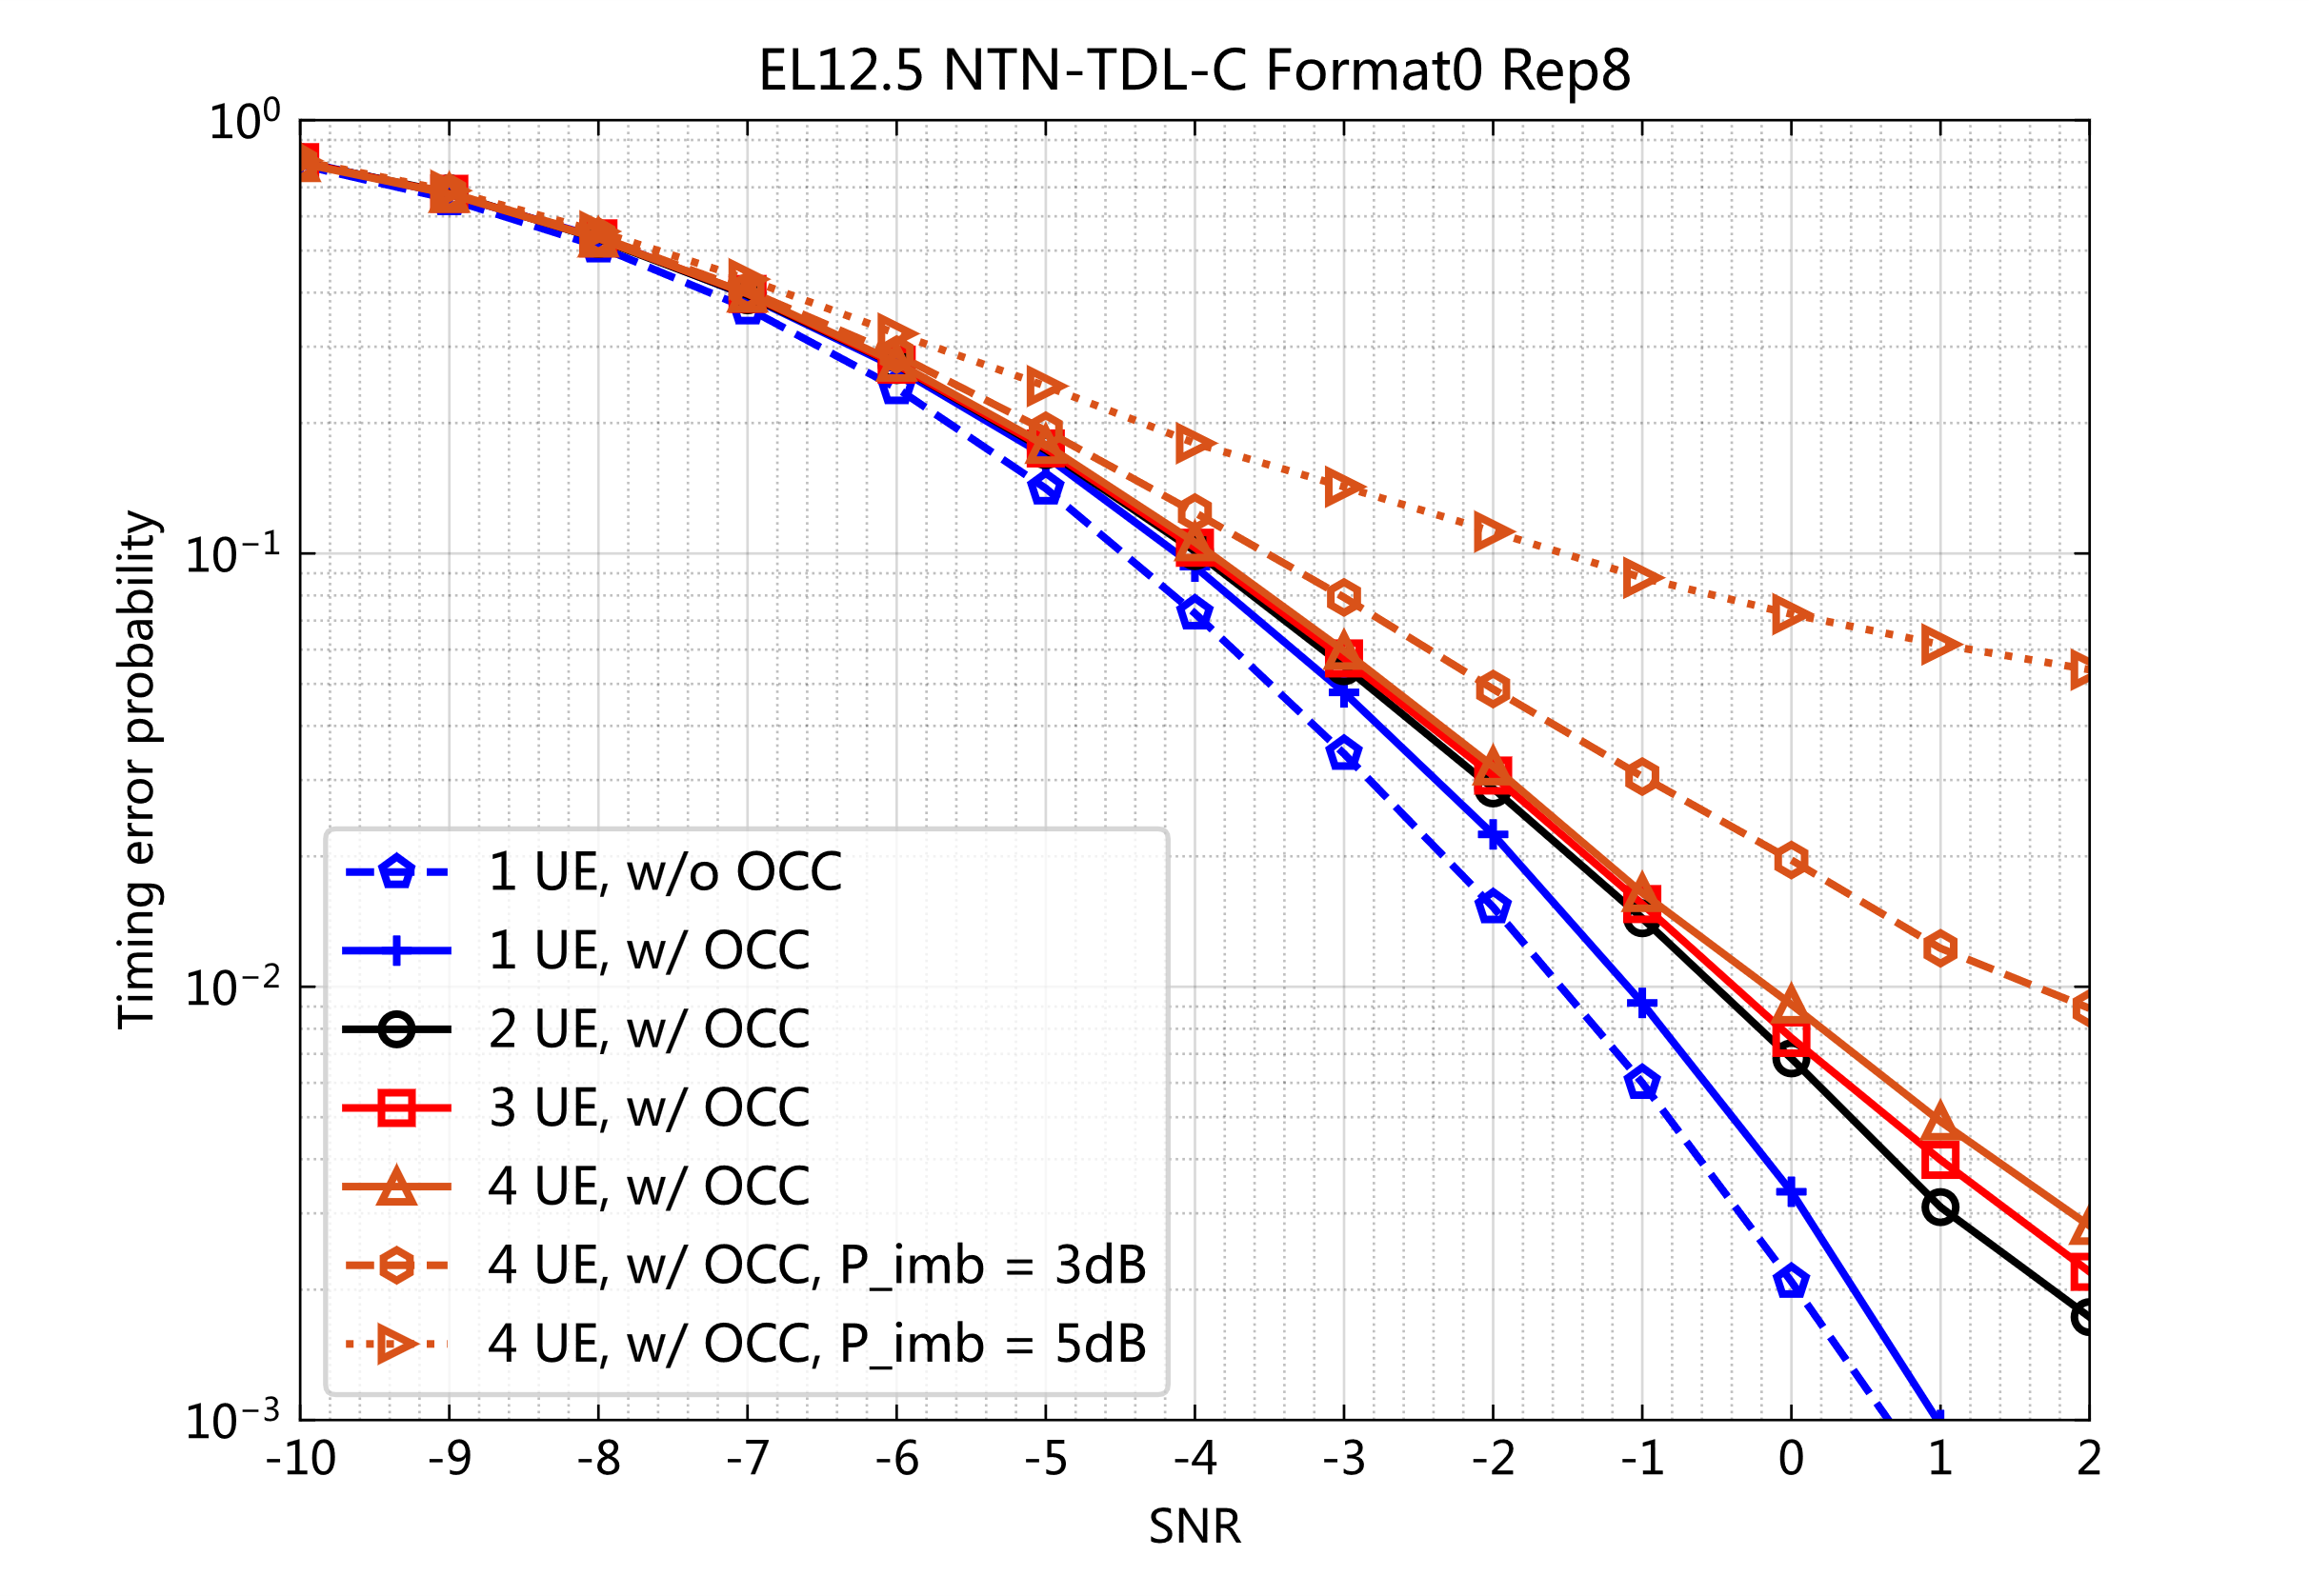 EL12.5 NTN-TDL-C Format0 Rep8
10⁰
10⁻¹
10⁻²
10⁻³
Timing error probability
1 UE, w/o OCC
1 UE, w/ OCC
2 UE, w/ OCC
3 UE, w/ OCC
4 UE, w/ OCC
4 UE, w/ OCC, P_imb = 3dB
4 UE, w/ OCC, P_imb = 5dB
-10 -9 -8 -7 -6 -5 -4 -3 -2 -1 0 1 2
SNR